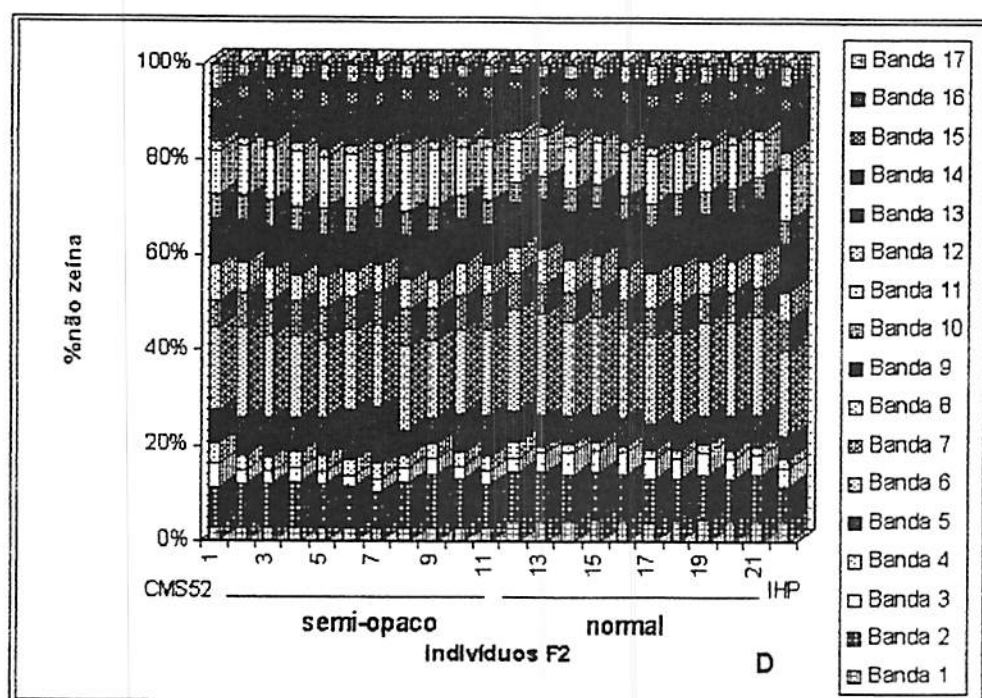 100%
80%
60%
40%
20%
0%
%não zeína
1 3 5 7 9 11 13 15 17 19 21
CMS52 IHP
semi-opaco normal
indivíduos F2
D
Banda 17
Banda 16
Banda 15
Banda 14
Banda 13
Banda 12
Banda 11
Banda 10
Banda 9
Banda 8
Banda 7
Banda 6
Banda 5
Banda 4
Banda 3
Banda 2
Banda 1